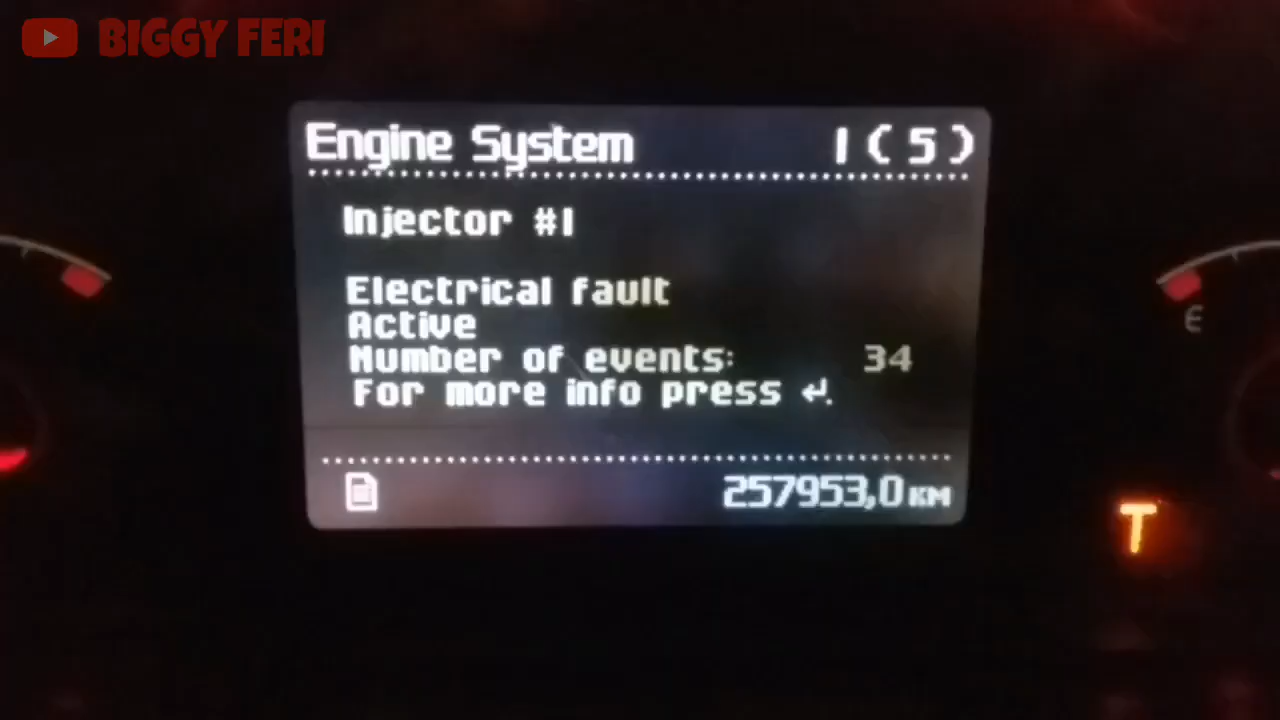 BIGGY FERI
Engine System 1 (5)
Injector #1
Electrical fault
Active
Number of events: 34
For more info press ↵.
257953,0 KM
E
T